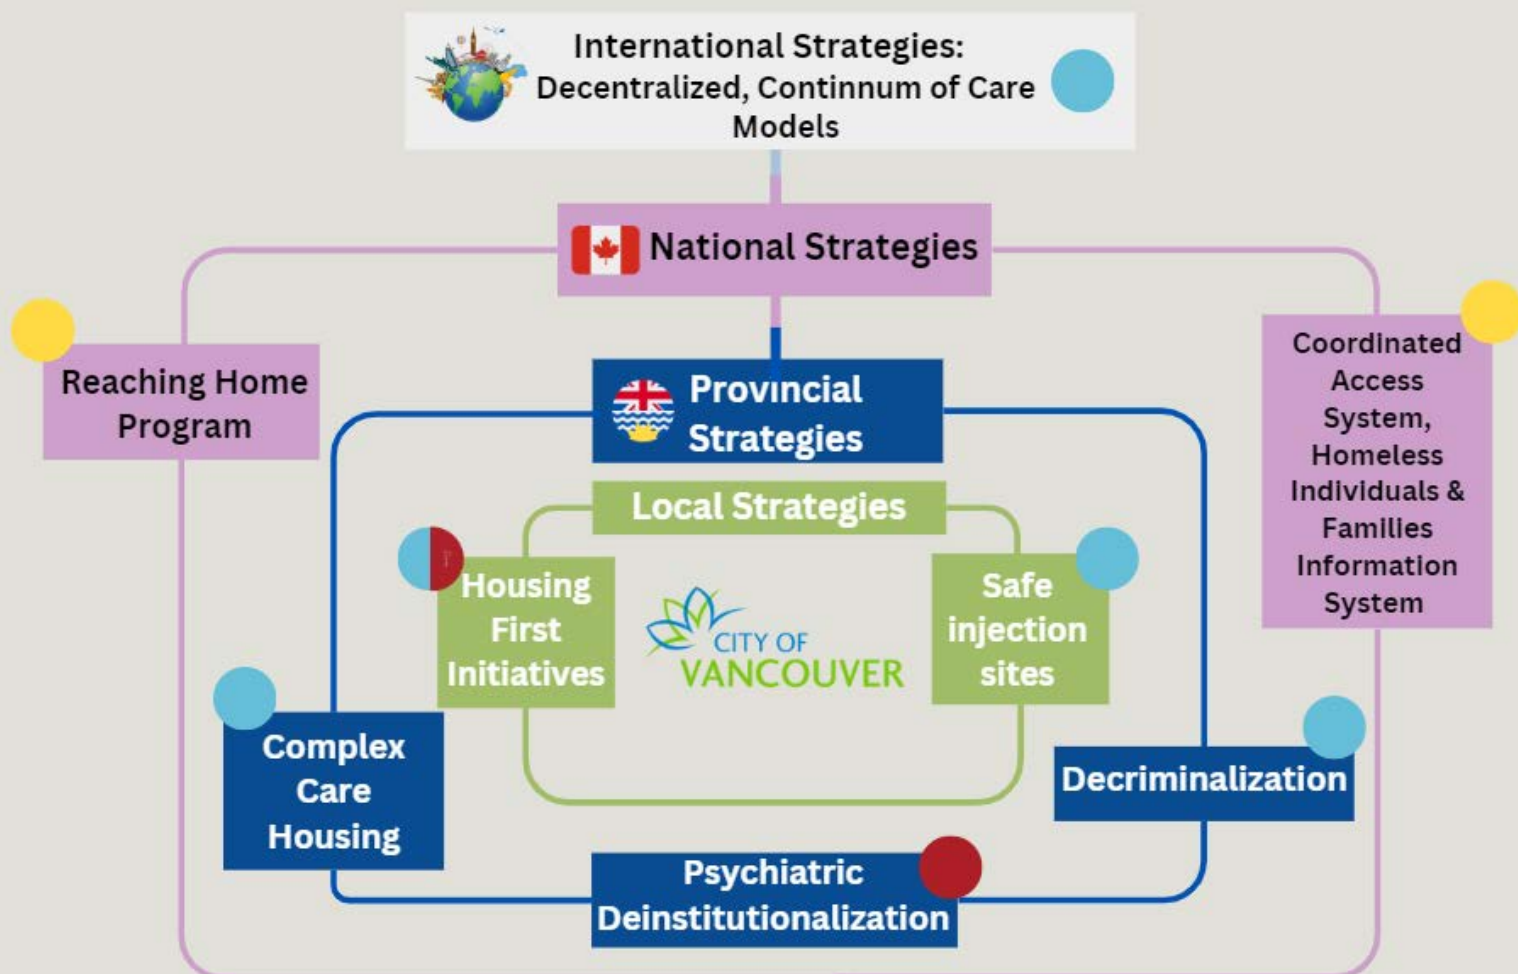 International Strategies:
Decentralized, Continnum of Care
Models
National Strategies
Reaching Home
Program
Coordinated
Access
System,
Homeless
Individuals &
Families
Information
System
Provincial
Strategies
Local Strategies
Housing
First
Initiatives
CITY OF
VANCOUVER
Safe
injection
sites
Complex
Care
Housing
Decriminalization
Psychiatric
Deinstitutionalization